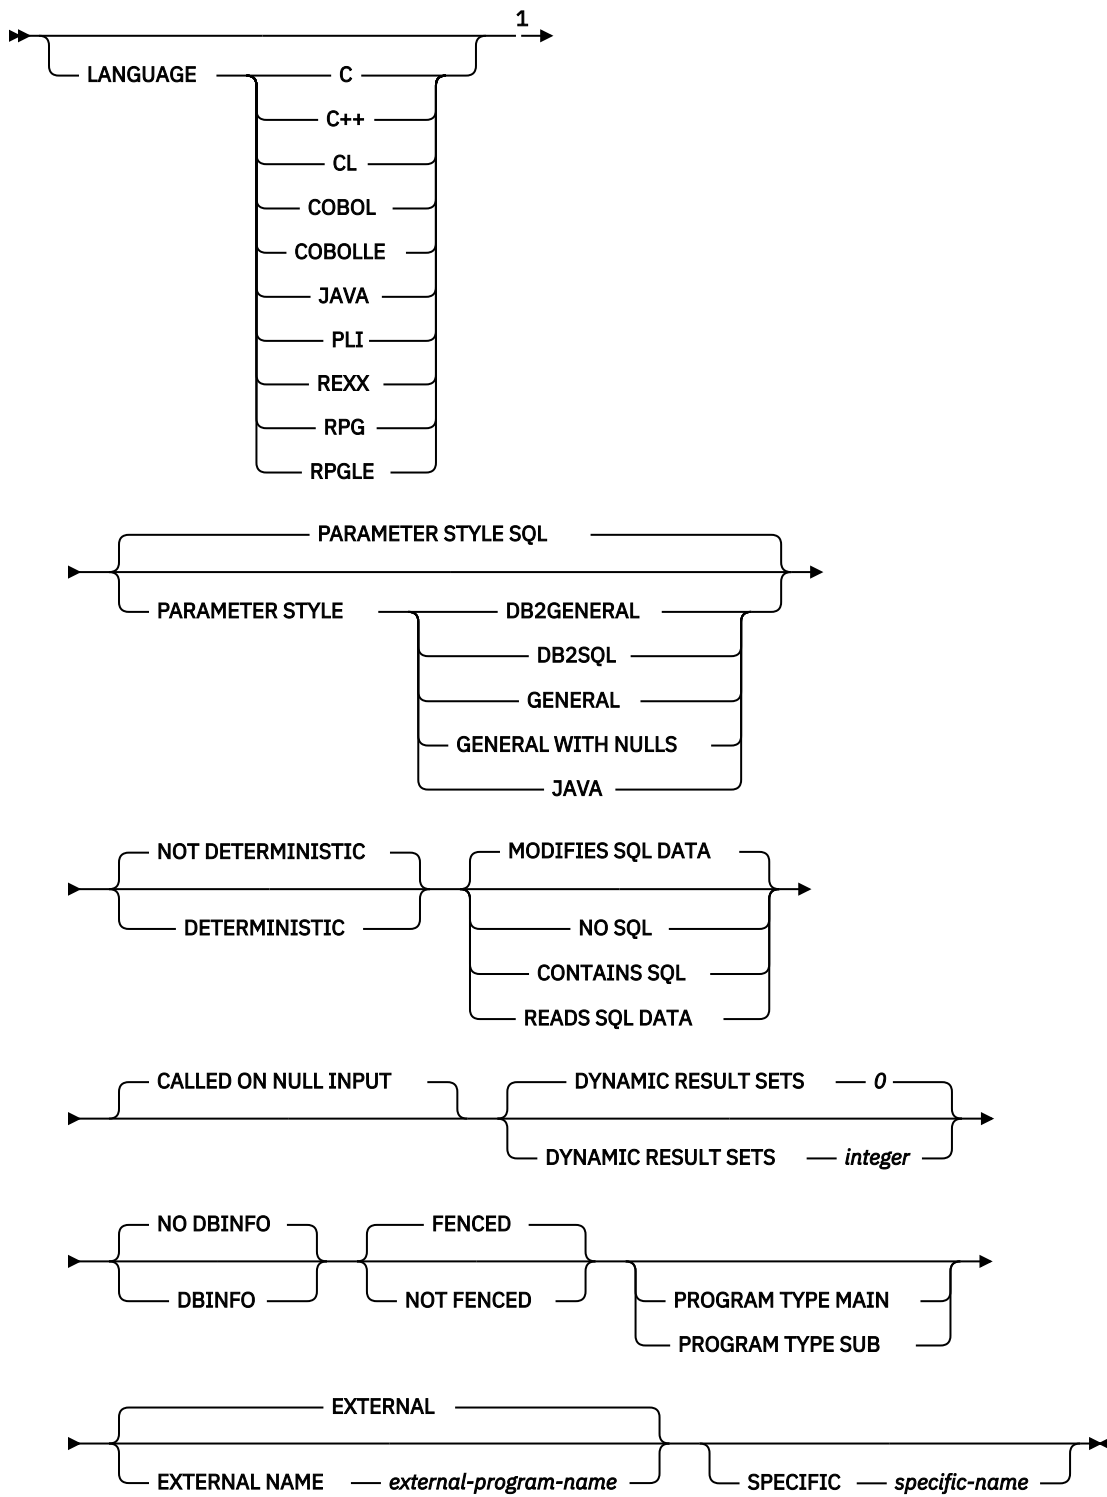 1
LANGUAGE C
C++
CL
COBOL
COBOLLE
JAVA
PLI
REXX
RPG
RPGLE
PARAMETER STYLE SQL
PARAMETER STYLE DB2GENERAL
DB2SQL
GENERAL
GENERAL WITH NULLS
JAVA
NOT DETERMINISTIC MODIFIES SQL DATA
DETERMINISTIC NO SQL
CONTAINS SQL
READS SQL DATA
CALLED ON NULL INPUT DYNAMIC RESULT SETS 0
DYNAMIC RESULT SETS integer
NO DBINFO FENCED
DBINFO NOT FENCED PROGRAM TYPE MAIN
PROGRAM TYPE SUB
EXTERNAL
EXTERNAL NAME external-program-name SPECIFIC specific-name